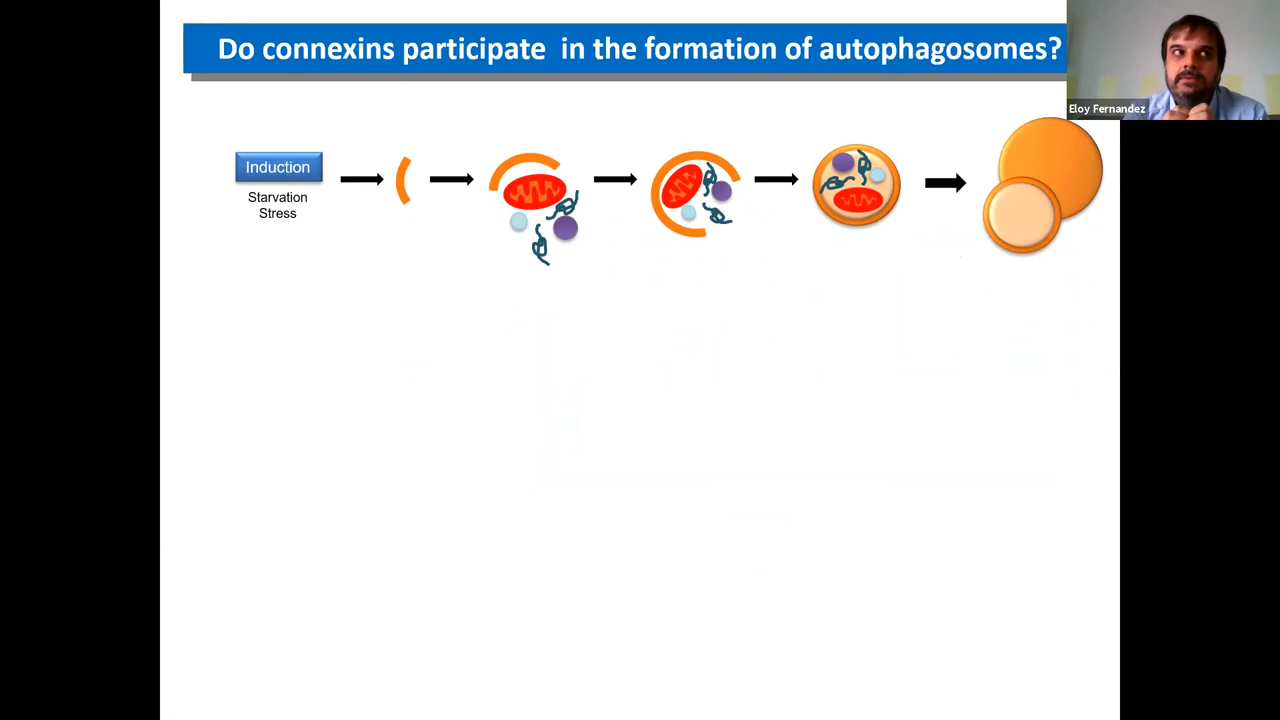 Do connexins participate  in the formation of autophagosomes?
Eloy Fernandez
Induction
Starvation
Stress